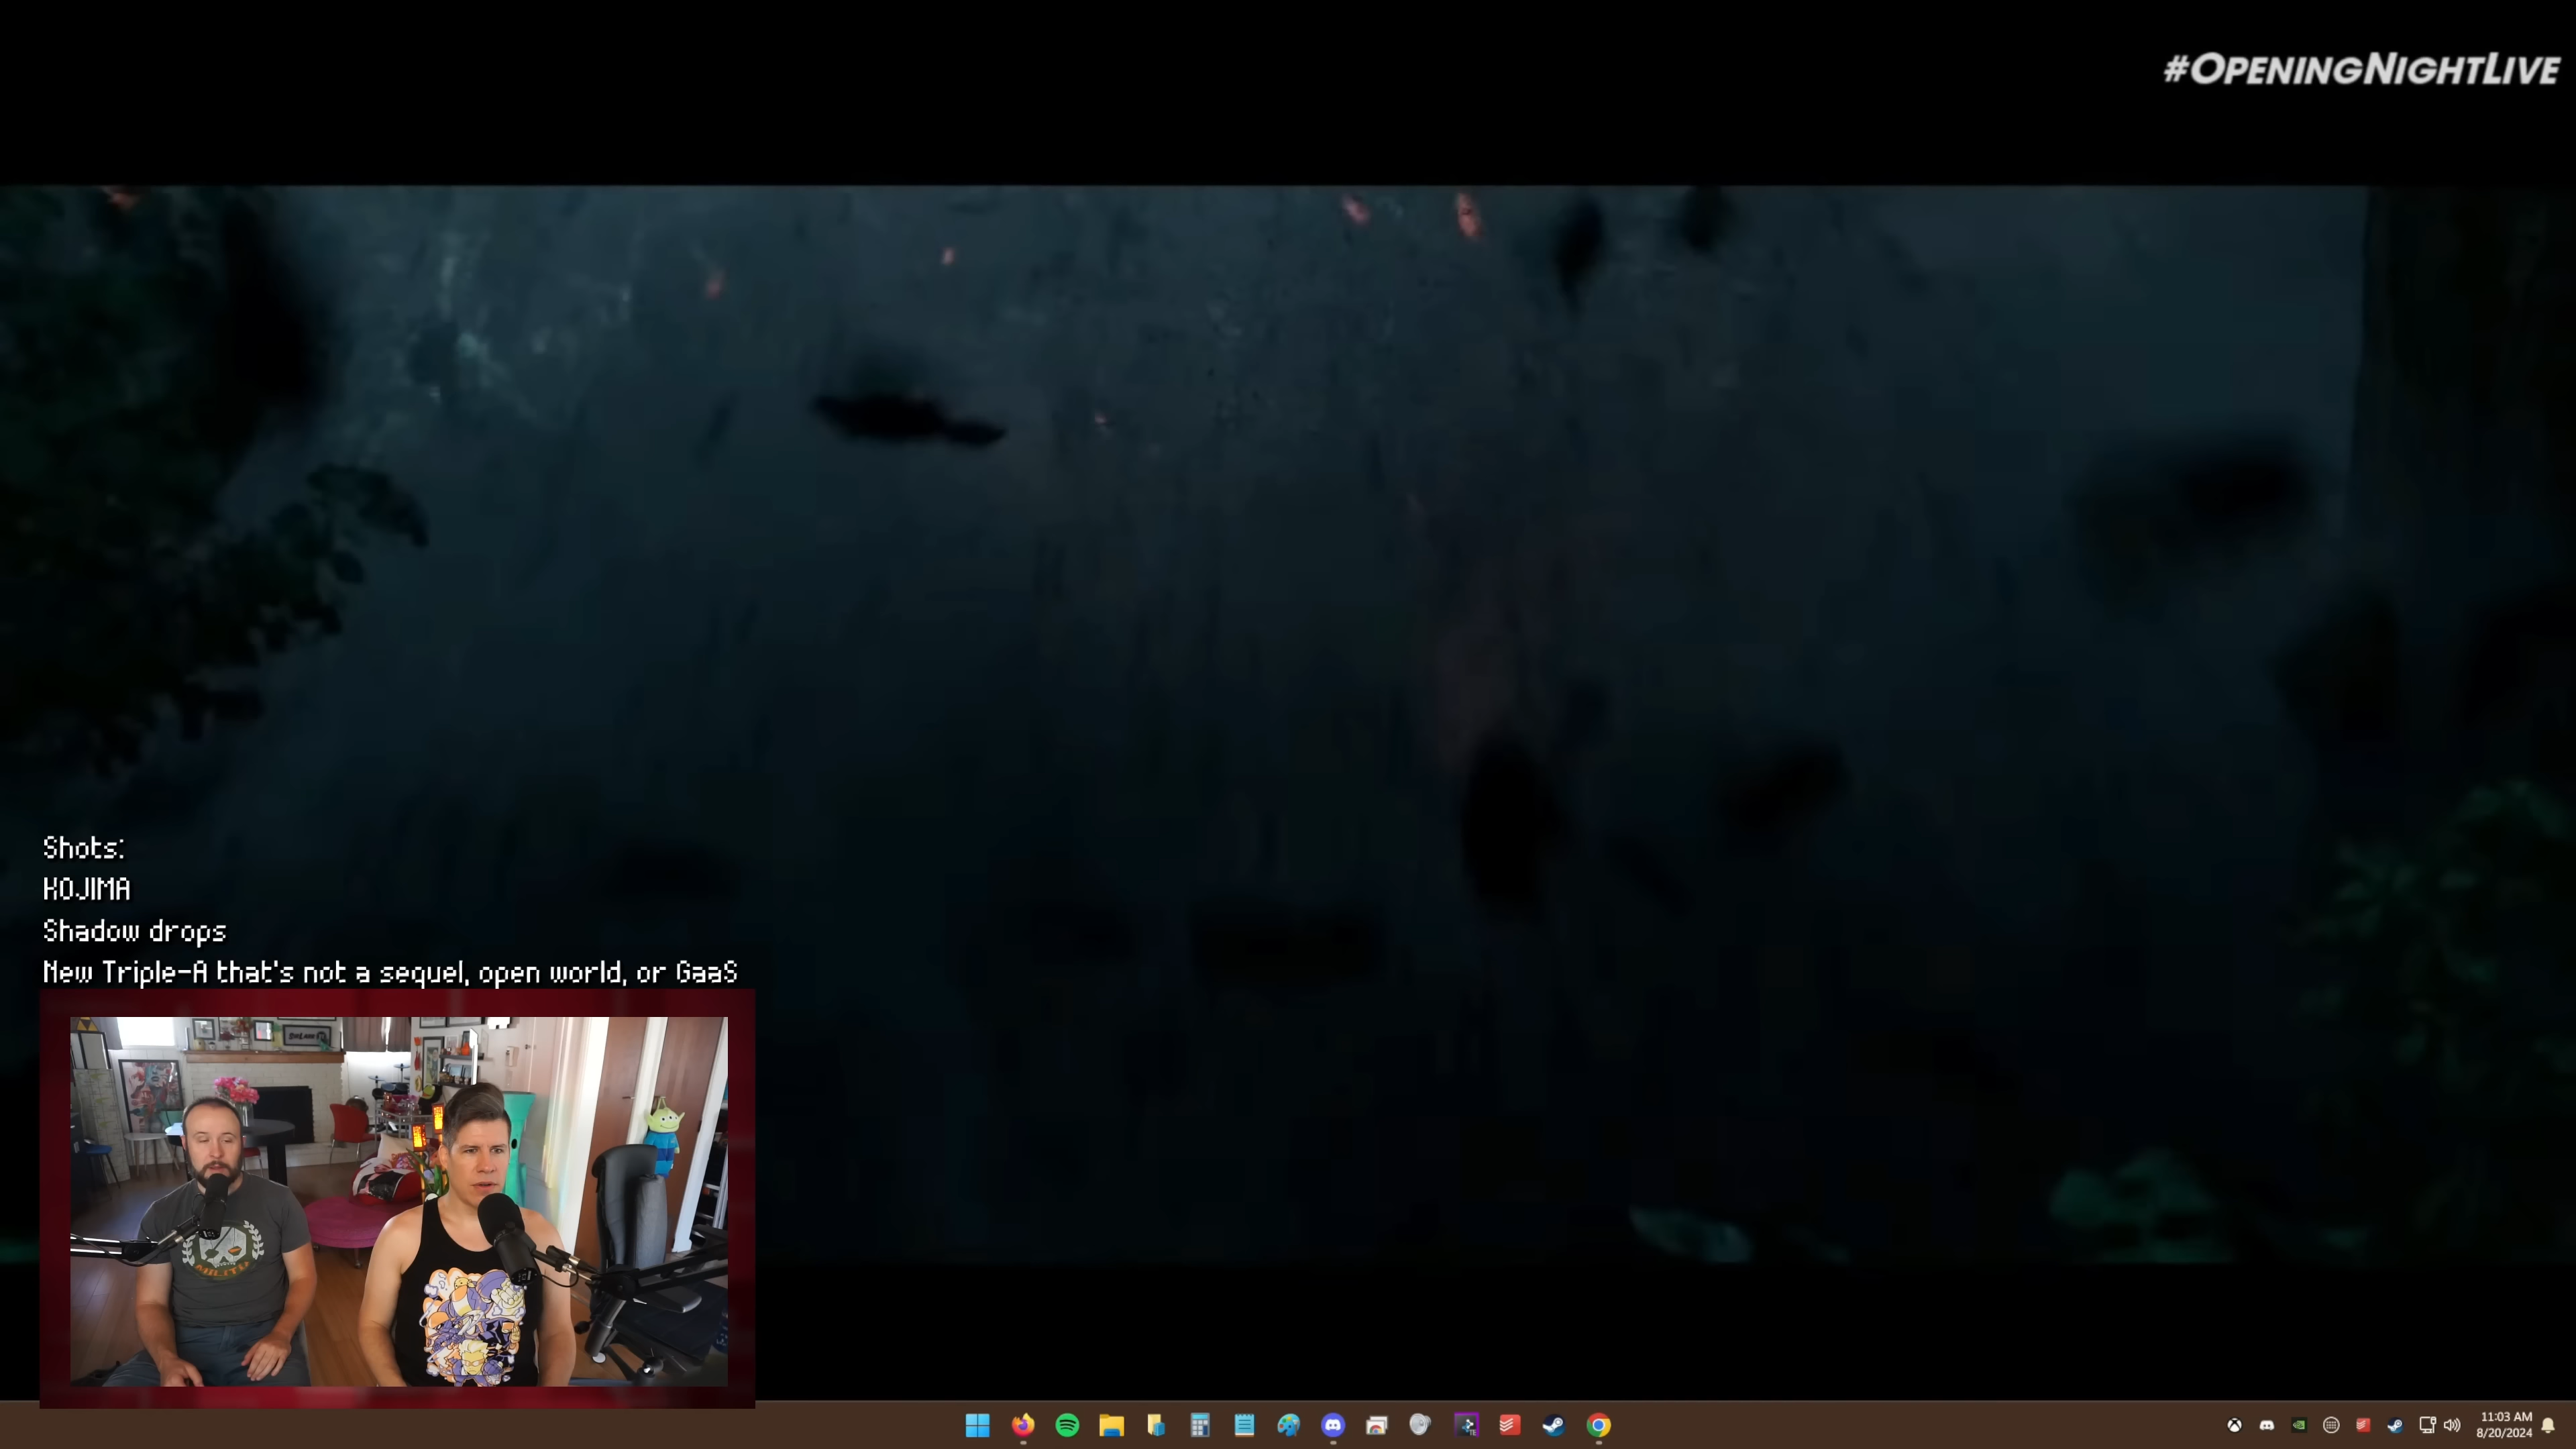 #OPENINGNIGHTLIVE
Shots:
KOJIMA
Shadow drops
New Triple-A that's not a sequel, open world, or GaaS
11:03 AM
8/20/2024